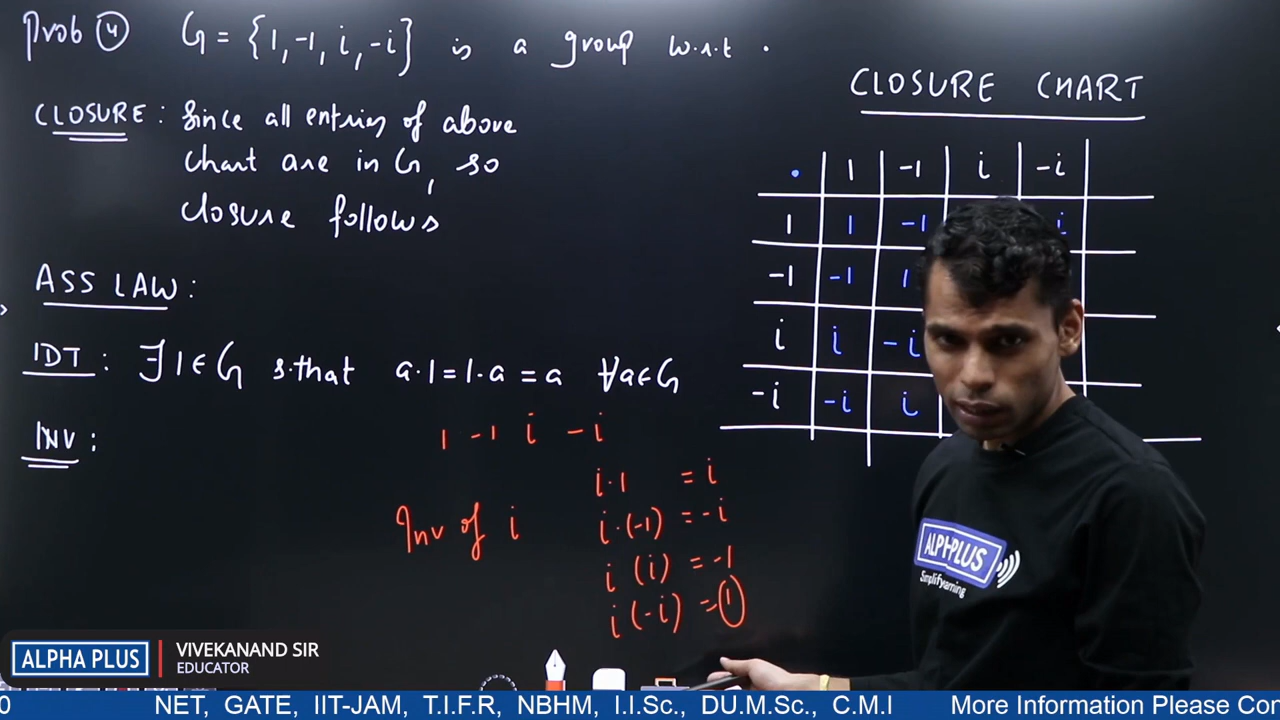 Prob ④ G = {1, -1, i, -i} is a group w.r.t •
CLOSURE : Since all entries of above
chart are in G, so
closure follows
ASS LAW :
IDT : ∃ 1 ∈ G s.that a·1 = 1·a = a ∀a∈G
INV :
1 -1 i -i
Inv of i
i·1 = i
i·(-1) = -i
i (i) = -1
i (-i) = 1
CLOSURE CHART
• 1 -1 i -i
1 1 -1 i
-1 -1 1
i i -i
-i -i i
ALPHA PLUS
VIVEKANAND SIR
EDUCATOR
0 NET, GATE, IIT-JAM, T.I.F.R, NBHM, I.I.Sc., DU.M.Sc., C.M.I More Information Please Con